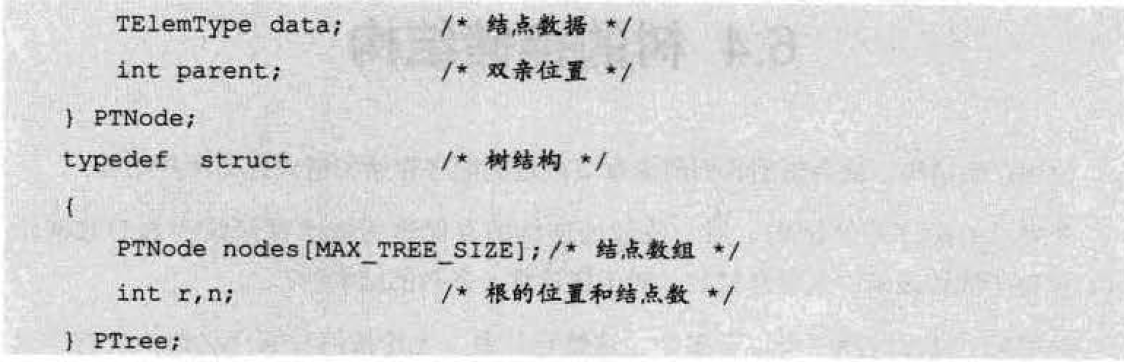 TElemType data; /* 结点数据 */
int parent; /* 双亲位置 */
} PTNode;
typedef struct /* 树结构 */
{
PTNode nodes[MAX_TREE_SIZE];/* 结点数组 */
int r,n; /* 根的位置和结点数 */
} PTree;